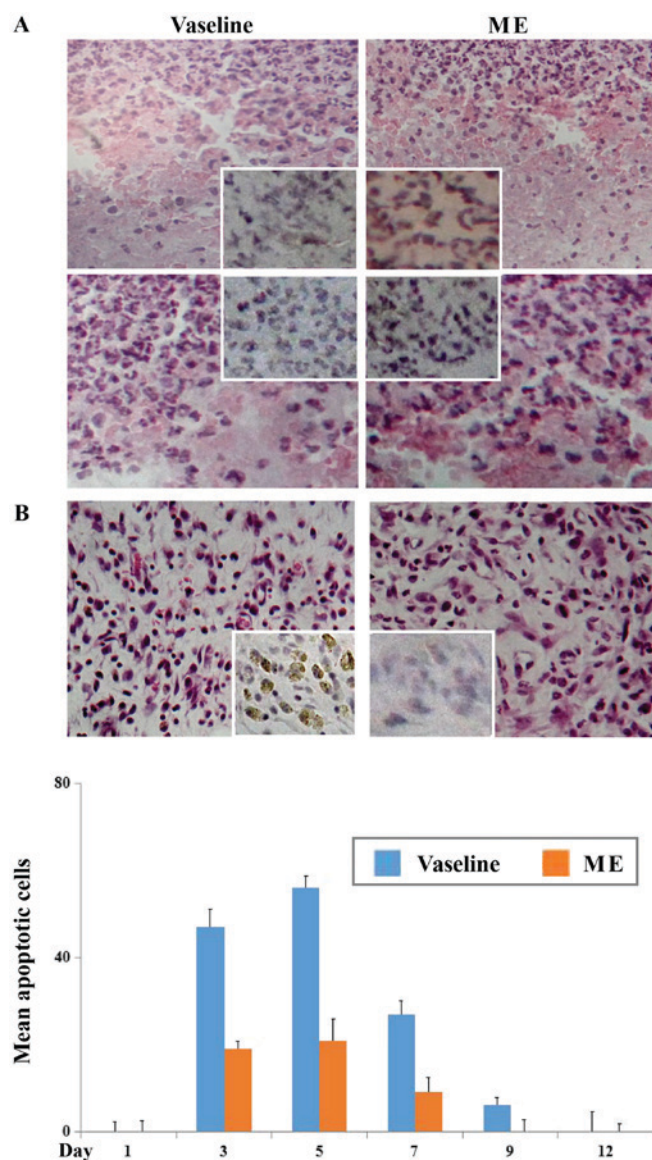 A Vaseline ME
B
80
Vaseline ME
Mean apoptotic cells
40
0
Day 1 3 5 7 9 12